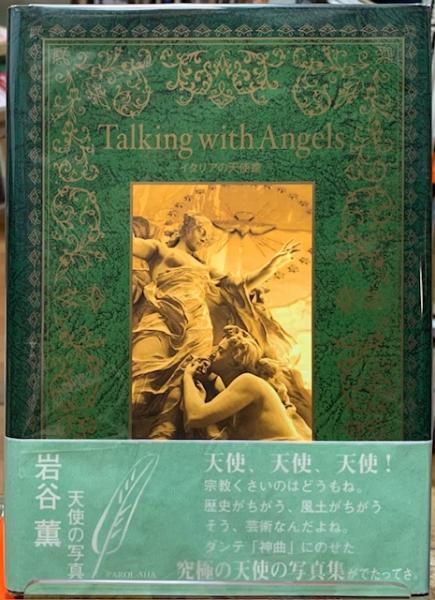 Talking with Angels
イタリアの天使達
天使、天使、天使！
宗教くさいのはどうもね。
歴史がちがう、風土がちがう
そう、芸術なんだよね。
ダンテ「神曲」にのせた
究極の天使の写真集がでたってさ。
岩谷 薫
天使の写真
PAROL-SHA